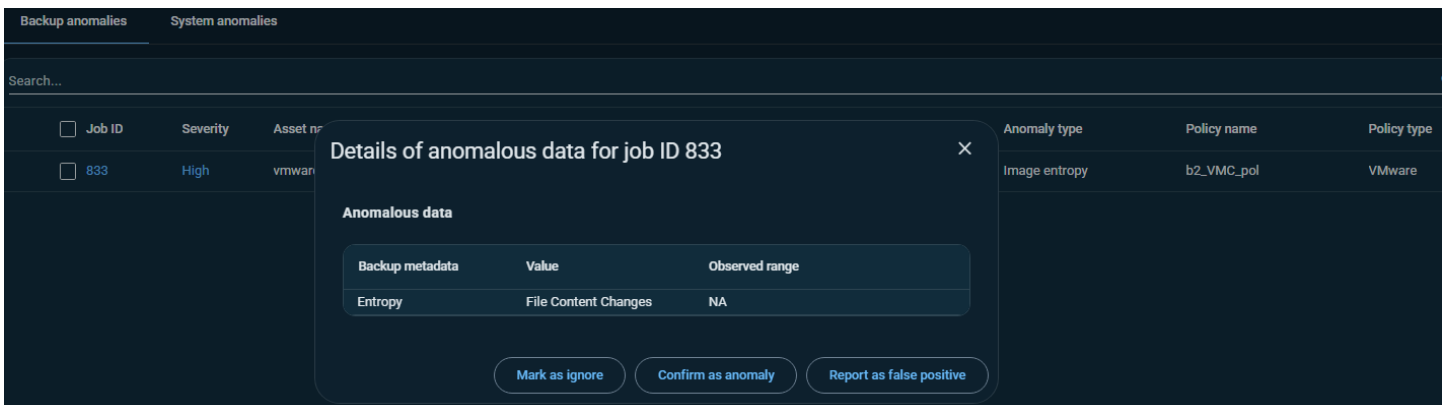 Backup anomalies System anomalies
Search...
Job ID Severity Asset Anomaly type Policy name Policy type
833 High Image entropy b2_VMC_pol VMware
Details of anomalous data for job ID 833
Anomalous data
Backup metadata Value Observed range
Entropy File Content Changes NA
Mark as ignore Confirm as anomaly Report as false positive